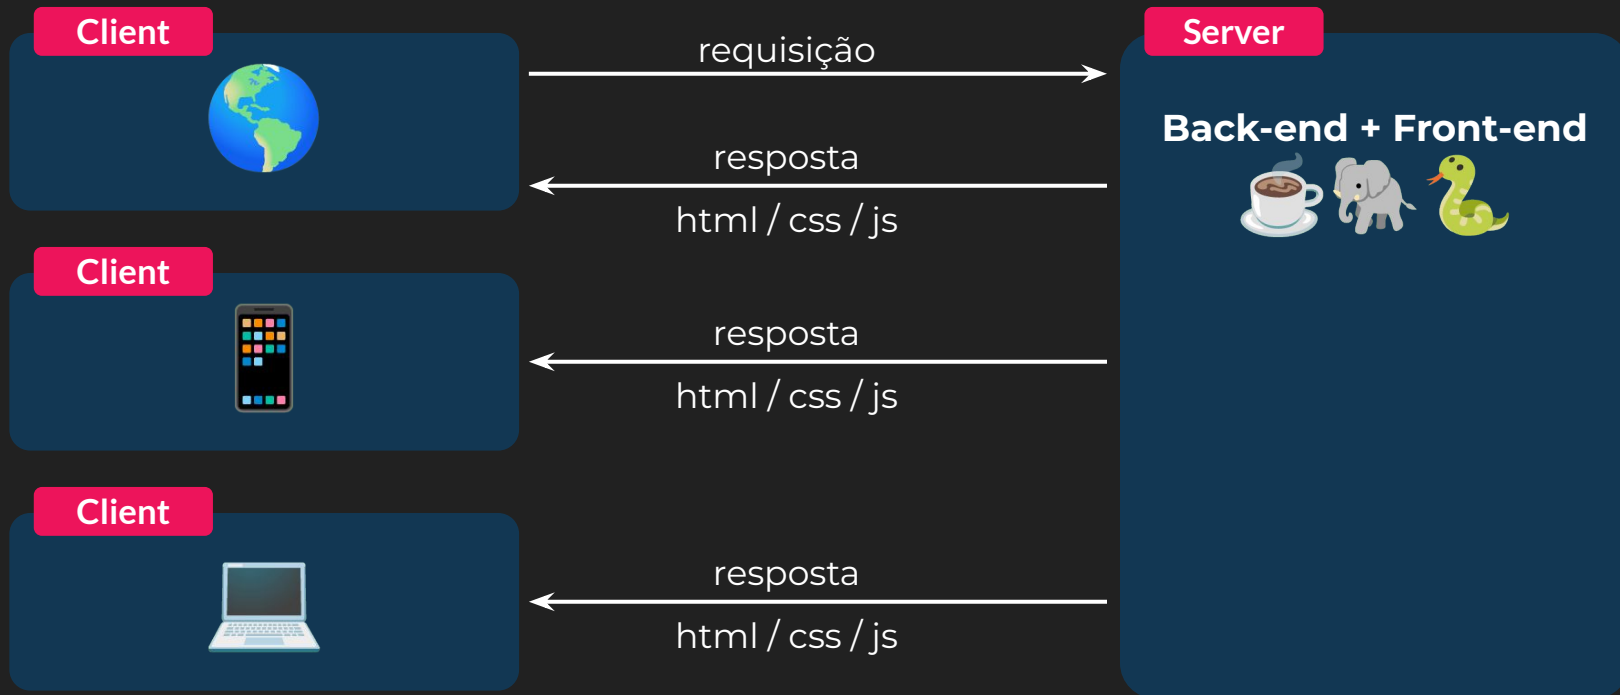 Client
requisição
resposta
html / css / js
Client
resposta
html / css / js
Client
resposta
html / css / js
Server
Back-end + Front-end